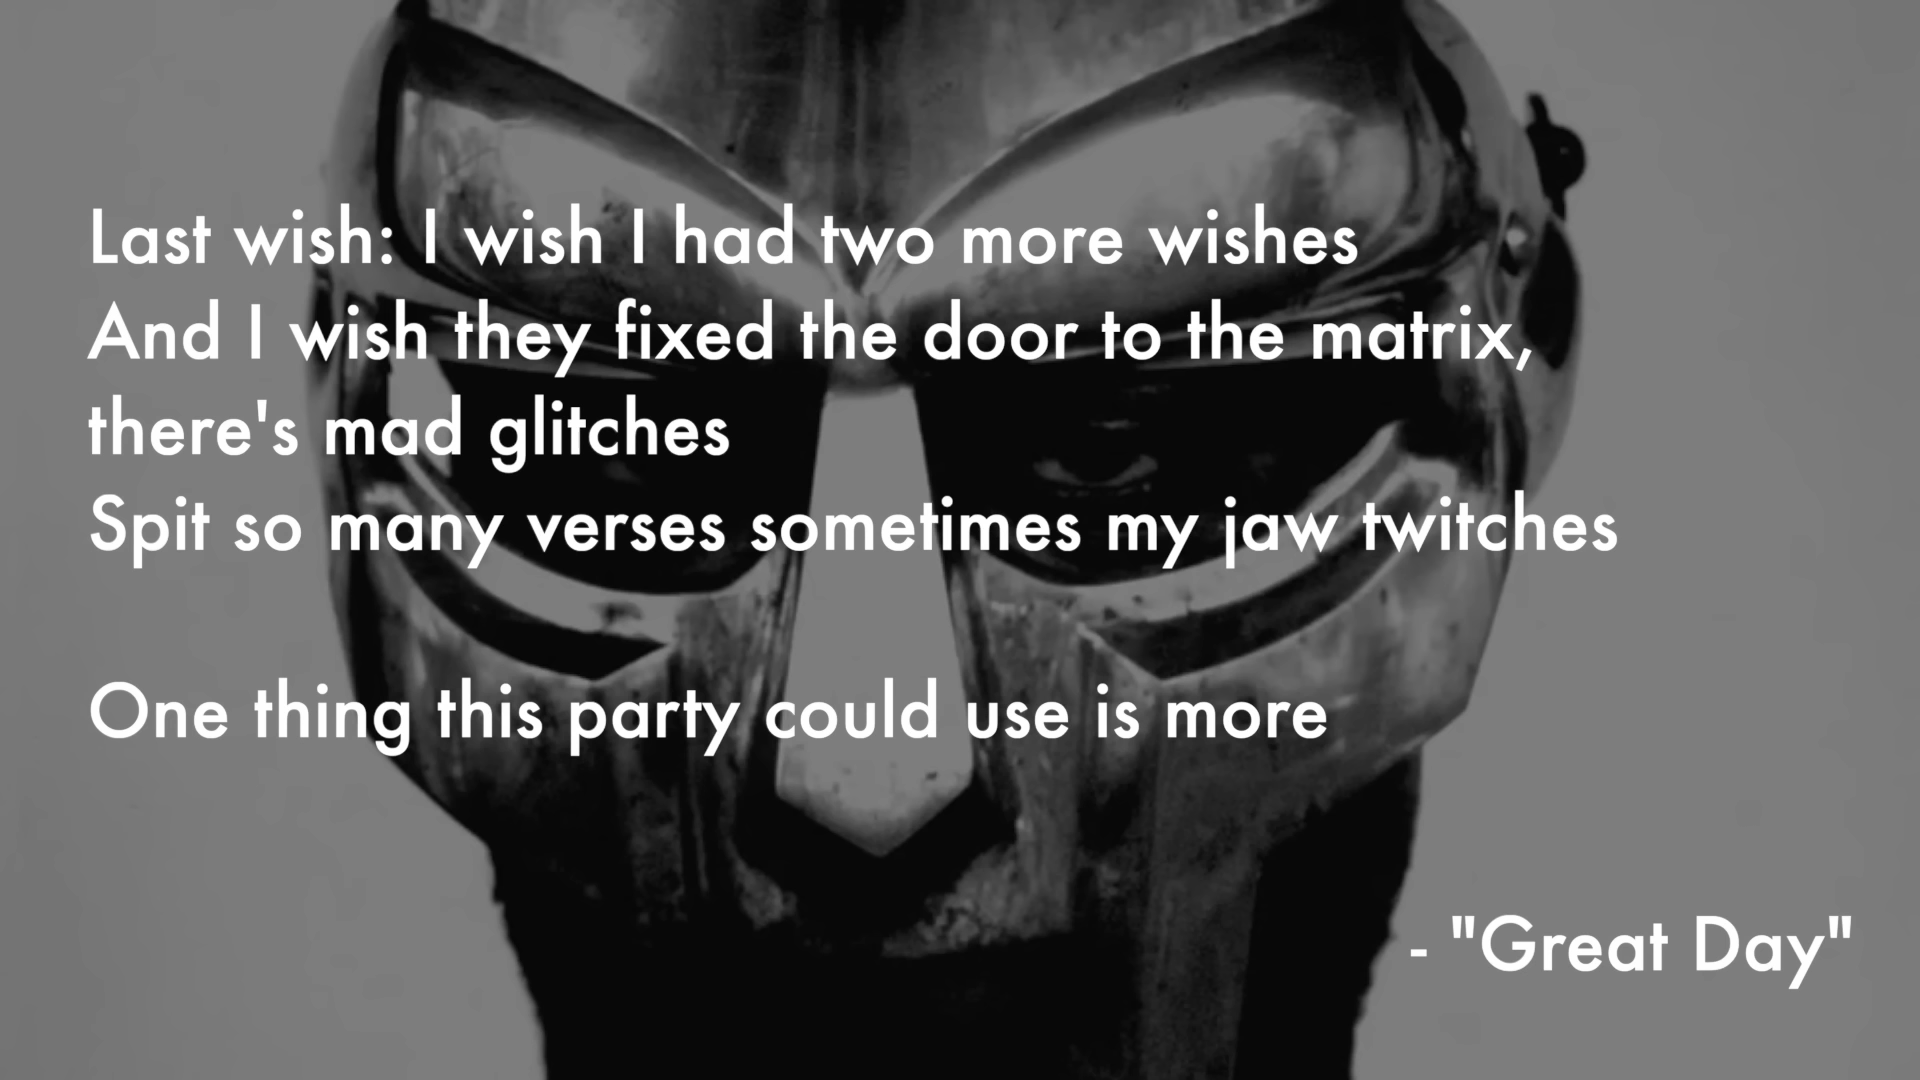 Last wish: I wish I had two more wishes
And I wish they fixed the door to the matrix,
there's mad glitches
Spit so many verses sometimes my jaw twitches
One thing this party could use is more
- "Great Day"